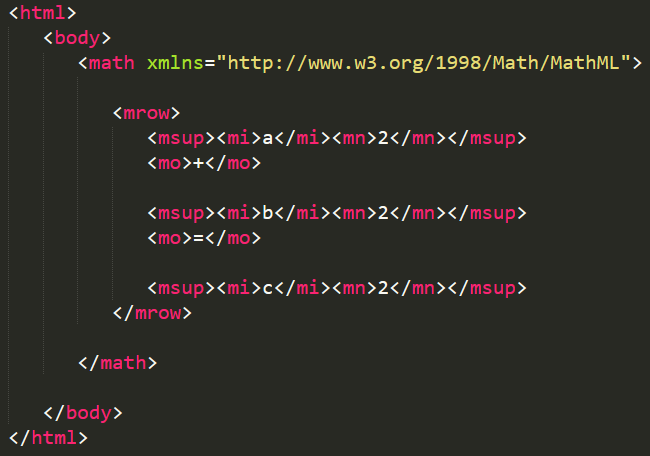 <html>
<body>
<math xmlns="http://www.w3.org/1998/Math/MathML">
<mrow>
<msup><mi>a</mi><mn>2</mn></msup>
<mo>+</mo>
<msup><mi>b</mi><mn>2</mn></msup>
<mo>=</mo>
<msup><mi>c</mi><mn>2</mn></msup>
</mrow>
</math>
</body>
</html>